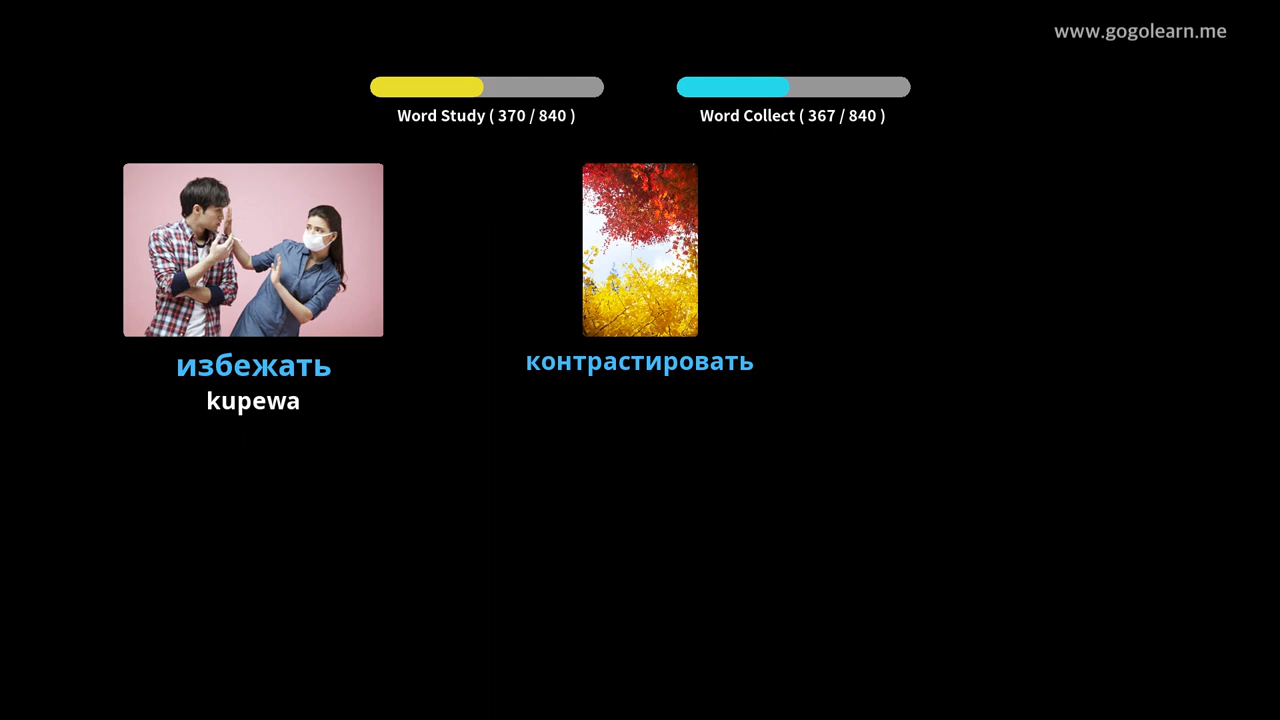 www.gogolearn.me
Word Study ( 370 / 840 )
Word Collect ( 367 / 840 )
избежать
kupewa
контрастировать